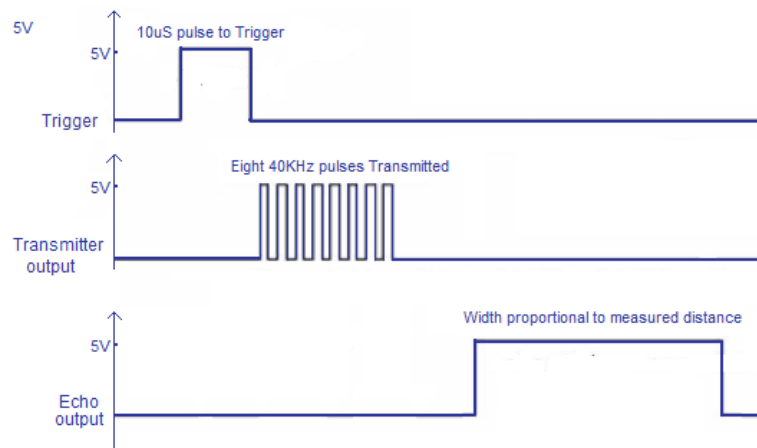 5V
10uS pulse to Trigger
5V
Trigger
Eight 40KHz pulses Transmitted
5V
Transmitter
output
Width proportional to measured distance
5V
Echo
output